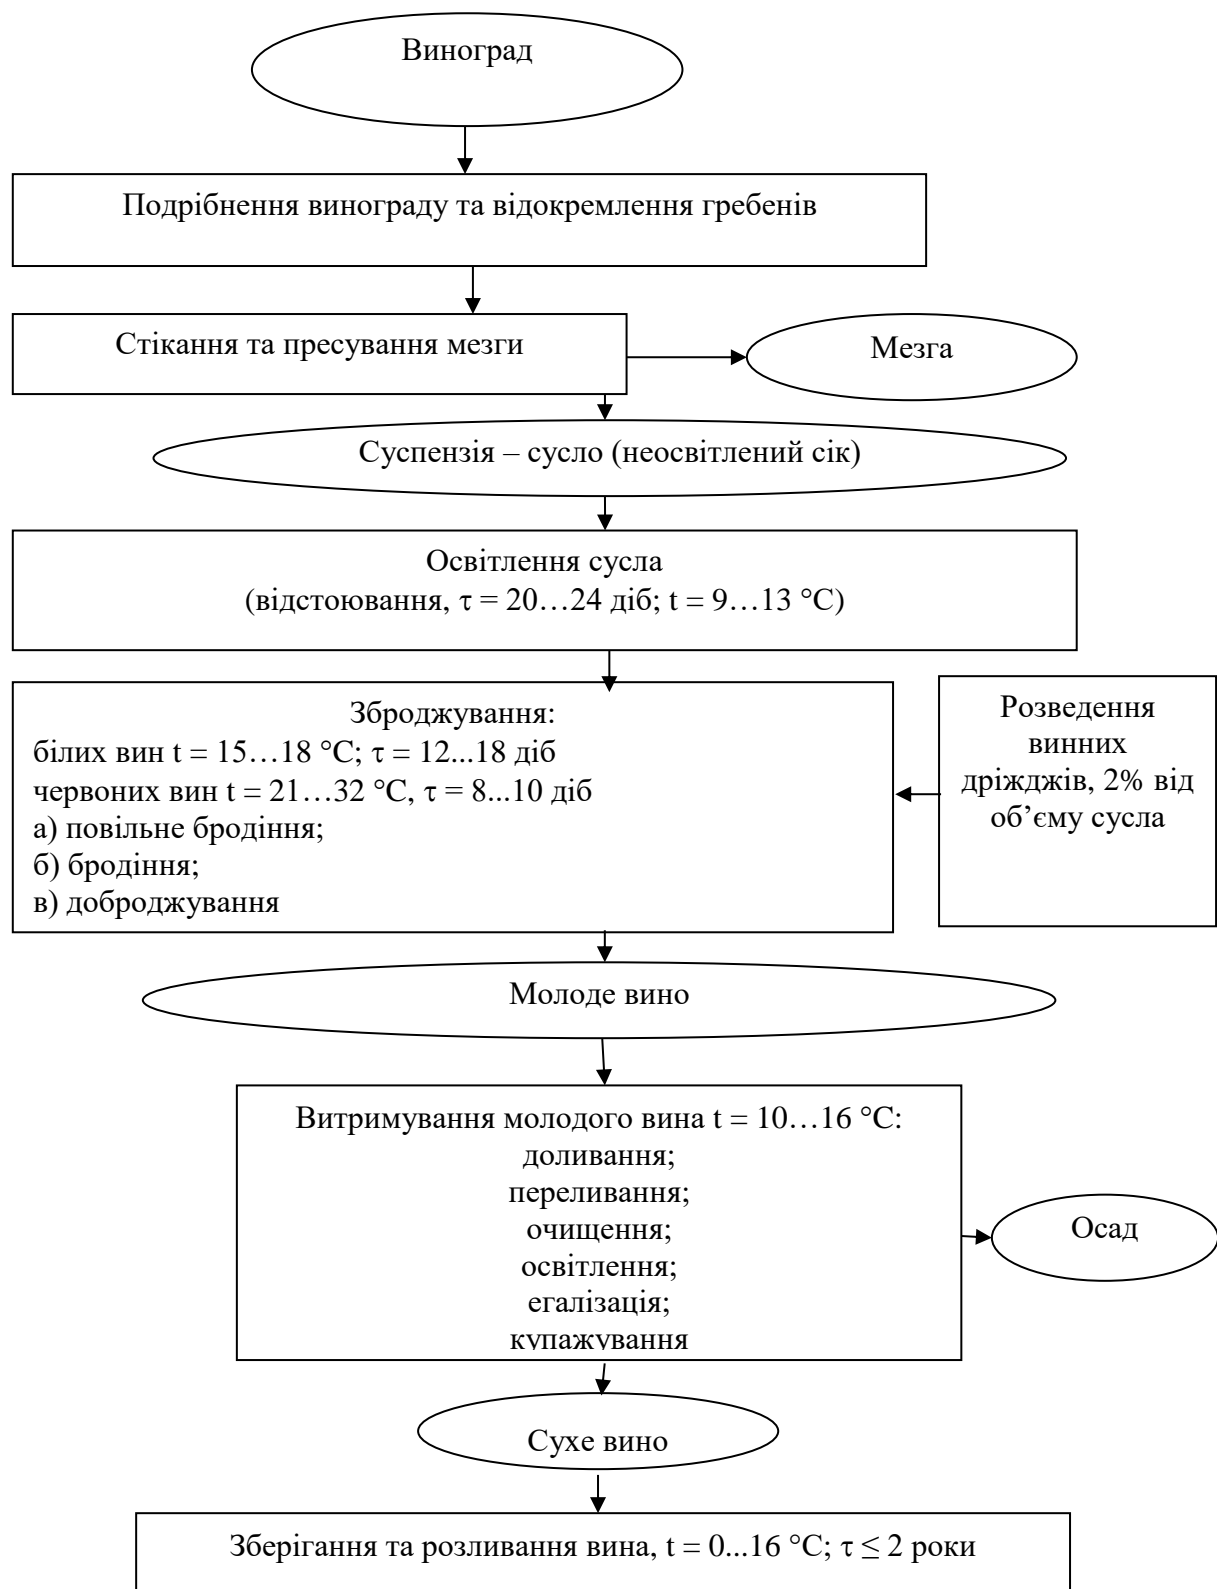 Виноград
Подрібнення винограду та відокремлення гребенів
Стікання та пресування мезги
Мезга
Суспензія – сусло (неосвітлений сік)
Освітлення сусла
(відстоювання, τ = 20…24 діб; t = 9…13 °С)
Зброджування:
білих вин t = 15…18 °С; τ = 12...18 діб
червоних вин t = 21…32 °С, τ = 8...10 діб
а) повільне бродіння;
б) бродіння;
в) доброджування
Розведення
винних
дріжджів, 2% від
об’єму сусла
Молоде вино
Витримування молодого вина t = 10…16 °С:
доливання;
переливання;
очищення;
освітлення;
егалізація;
купажування
Осад
Сухе вино
Зберігання та розливання вина, t = 0...16 °С; τ ≤ 2 роки